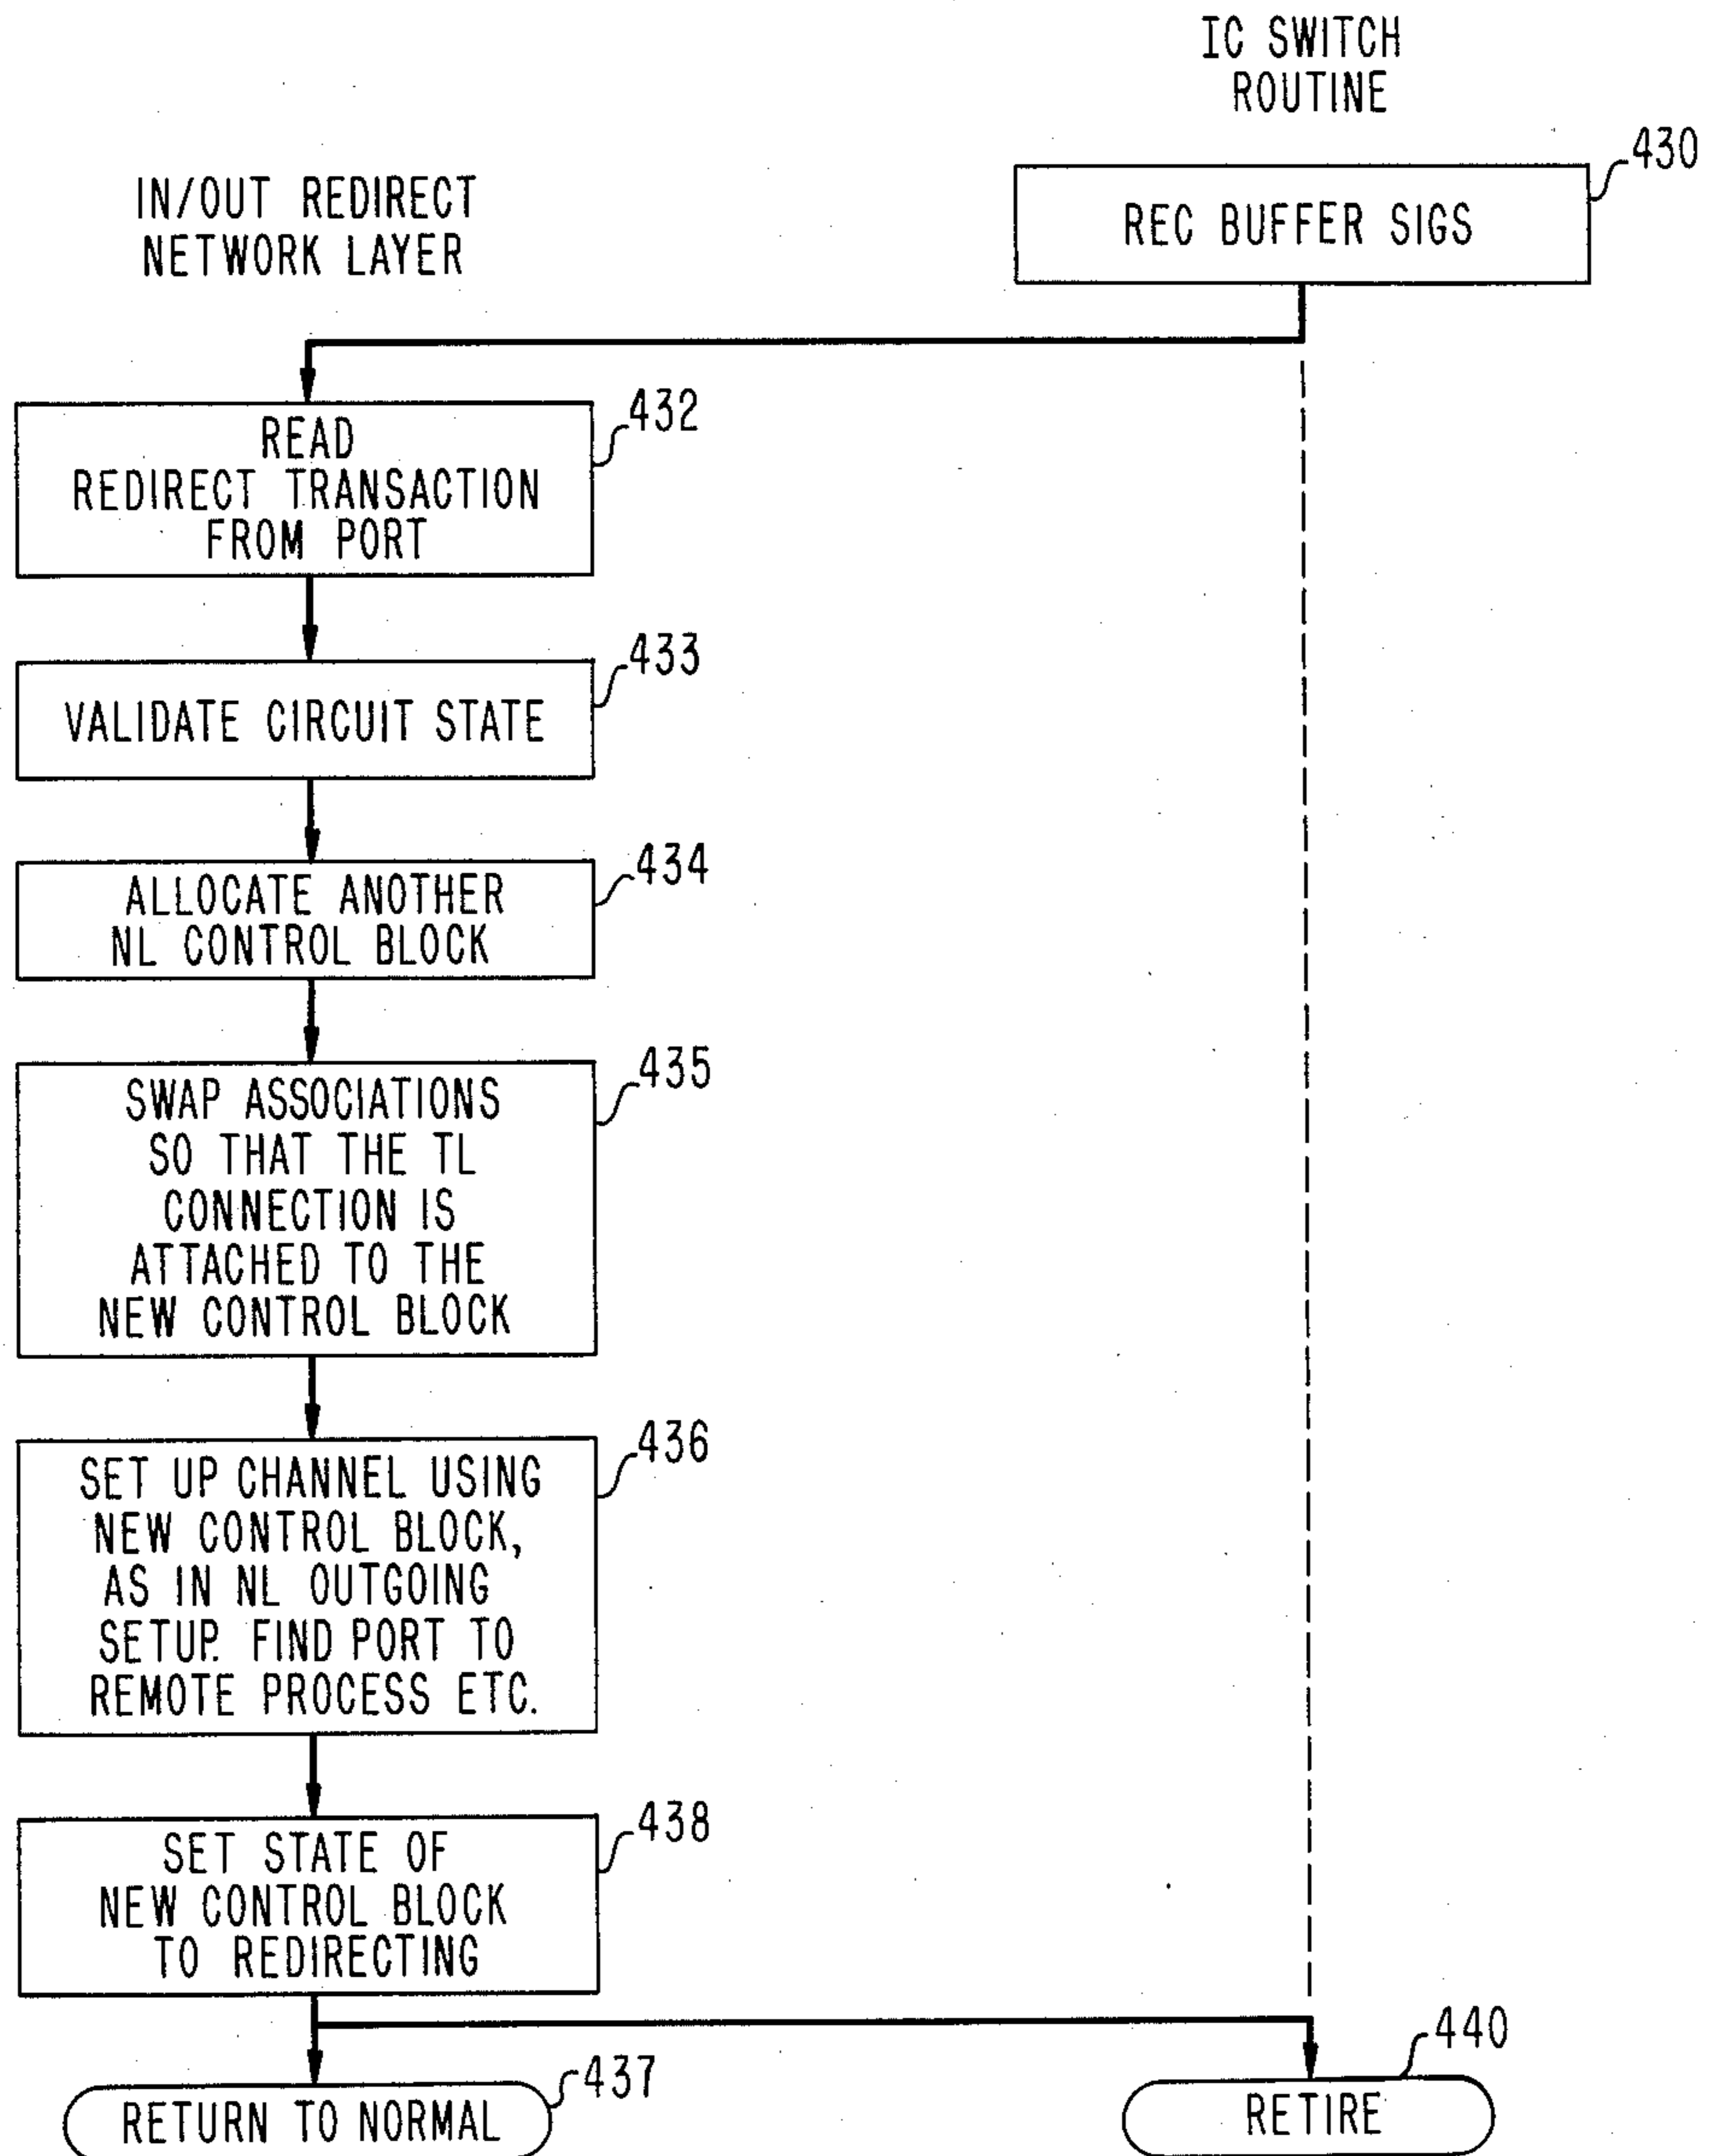 IC SWITCH
ROUTINE
430
REC BUFFER SIGS
IN/OUT REDIRECT
NETWORK LAYER
432
READ
REDIRECT TRANSACTION
FROM PORT
433
VALIDATE CIRCUIT STATE
434
ALLOCATE ANOTHER
NL CONTROL BLOCK
435
SWAP ASSOCIATIONS
SO THAT THE TL
CONNECTION IS
ATTACHED TO THE
NEW CONTROL BLOCK
436
SET UP CHANNEL USING
NEW CONTROL BLOCK,
AS IN NL OUTGOING
SETUP. FIND PORT TO
REMOTE PROCESS ETC.
438
SET STATE OF
NEW CONTROL BLOCK
TO REDIRECTING
437
RETURN TO NORMAL
440
RETIRE